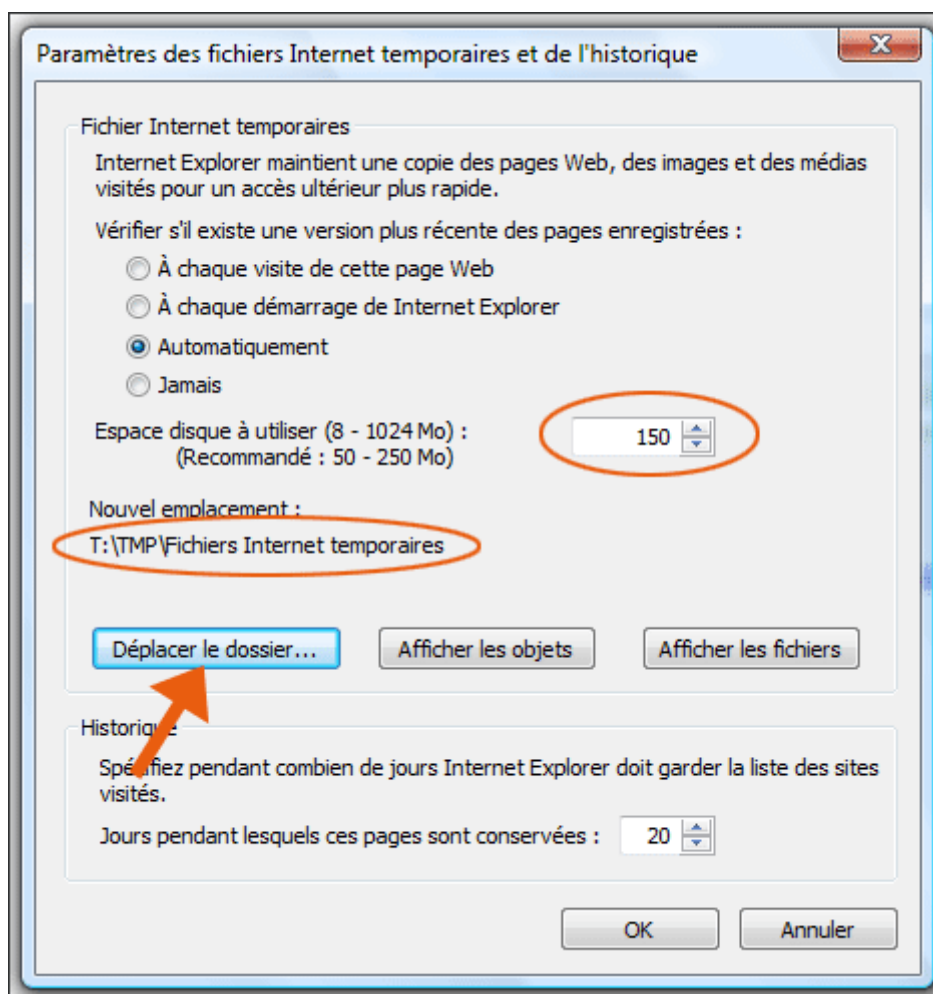 Paramètres des fichiers Internet temporaires et de l'historique
Fichier Internet temporaires
Internet Explorer maintient une copie des pages Web, des images et des médias
visités pour un accès ultérieur plus rapide.
Vérifier s'il existe une version plus récente des pages enregistrées :
À chaque visite de cette page Web
À chaque démarrage de Internet Explorer
Automatiquement
Jamais
Espace disque à utiliser (8 - 1024 Mo) : 150
(Recommandé : 50 - 250 Mo)
Nouvel emplacement :
T:\TMP\Fichiers Internet temporaires
Déplacer le dossier... Afficher les objets Afficher les fichiers
Historique
Spécifiez pendant combien de jours Internet Explorer doit garder la liste des sites
visités.
Jours pendant lesquels ces pages sont conservées : 20
OK Annuler